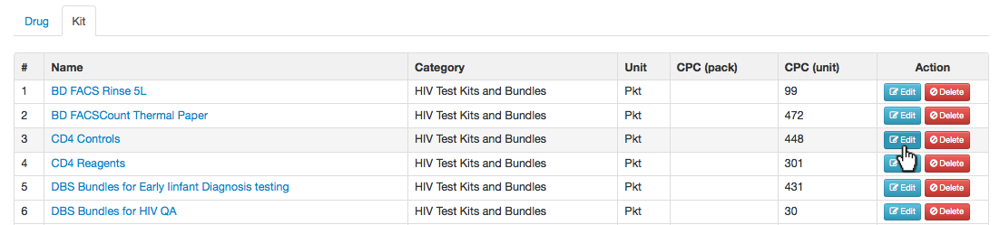 Drug Kit
# Name Category Unit CPC (pack) CPC (unit) Action
1 BD FACS Rinse 5L HIV Test Kits and Bundles Pkt 99 Edit Delete
2 BD FACSCount Thermal Paper HIV Test Kits and Bundles Pkt 472 Edit Delete
3 CD4 Controls HIV Test Kits and Bundles Pkt 448 Edit Delete
4 CD4 Reagents HIV Test Kits and Bundles Pkt 301 Delete
5 DBS Bundles for Early Iinfant Diagnosis testing HIV Test Kits and Bundles Pkt 431 Edit Delete
6 DBS Bundles for HIV QA HIV Test Kits and Bundles Pkt 30 Edit Delete